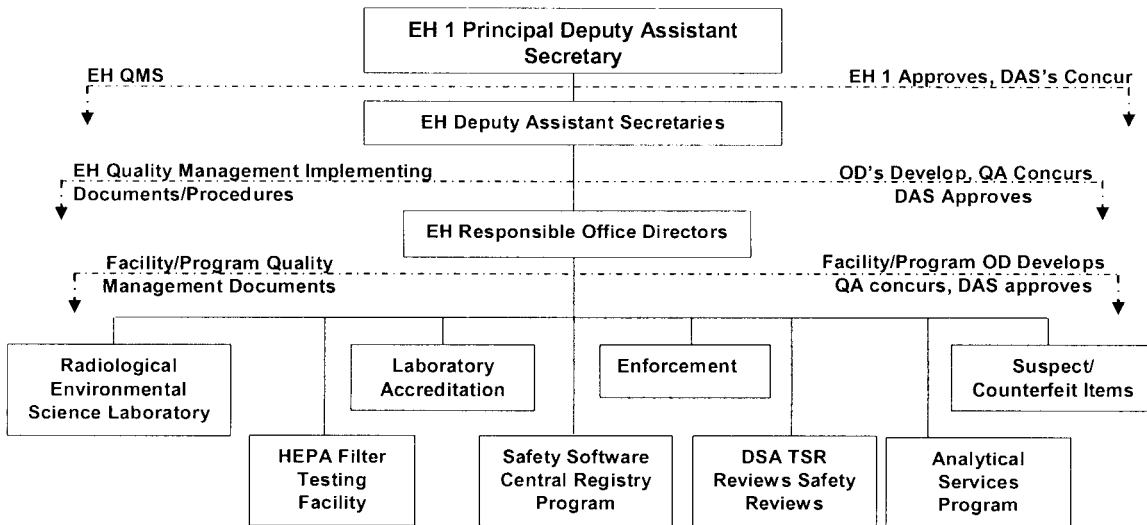 EH 1 Principal Deputy Assistant
Secretary
EH QMS
EH 1 Approves, DAS's Concur
EH Deputy Assistant Secretaries
EH Quality Management Implementing
Documents/Procedures
OD's Develop, QA Concurs
DAS Approves
EH Responsible Office Directors
Facility/Program Quality
Management Documents
Facility/Program OD Develops
QA concurs, DAS approves
Radiological
Environmental
Science Laboratory
Laboratory
Accreditation
Enforcement
Suspect/
Counterfeit Items
HEPA Filter
Testing
Facility
Safety Software
Central Registry
Program
DSA TSR
Reviews Safety
Reviews
Analytical
Services
Program